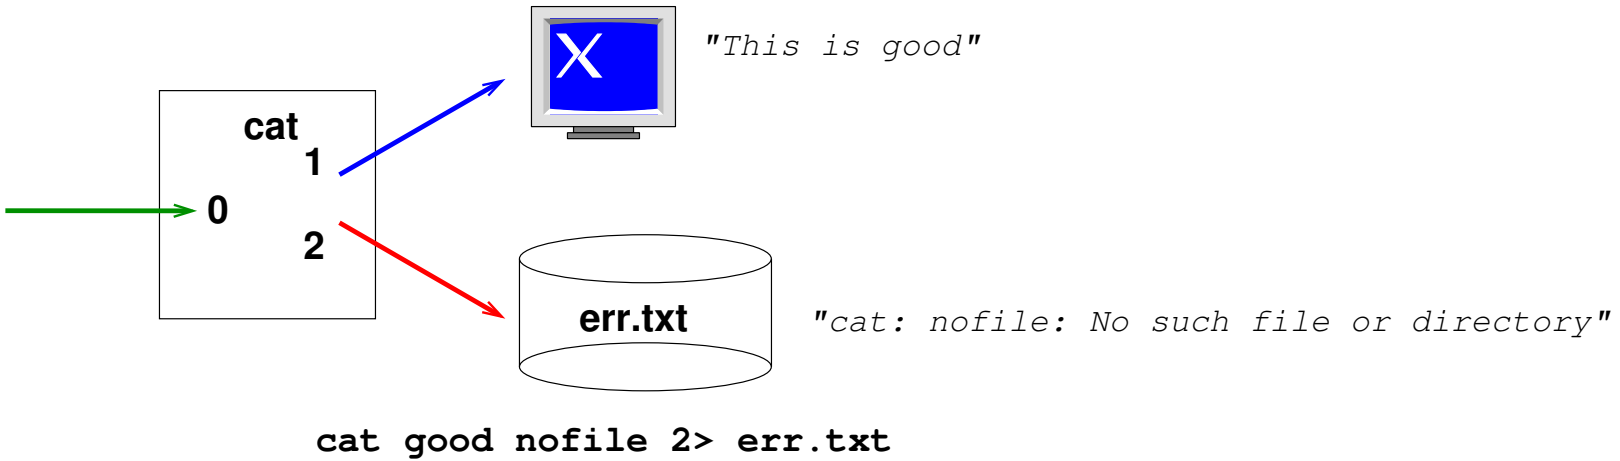 "This is good"
cat
1
0
2
err.txt
"cat: nofile: No such file or directory"
cat good nofile 2> err.txt